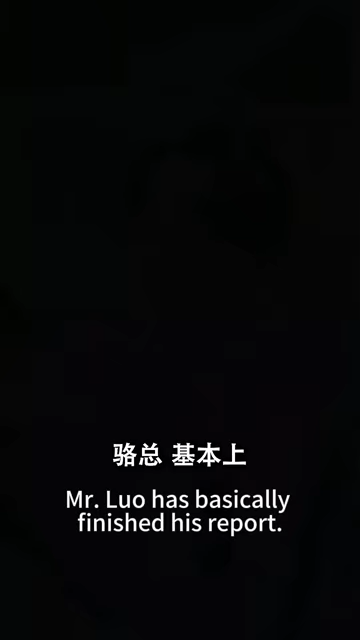 骆总 基本上
Mr. Luo has basically
finished his report.